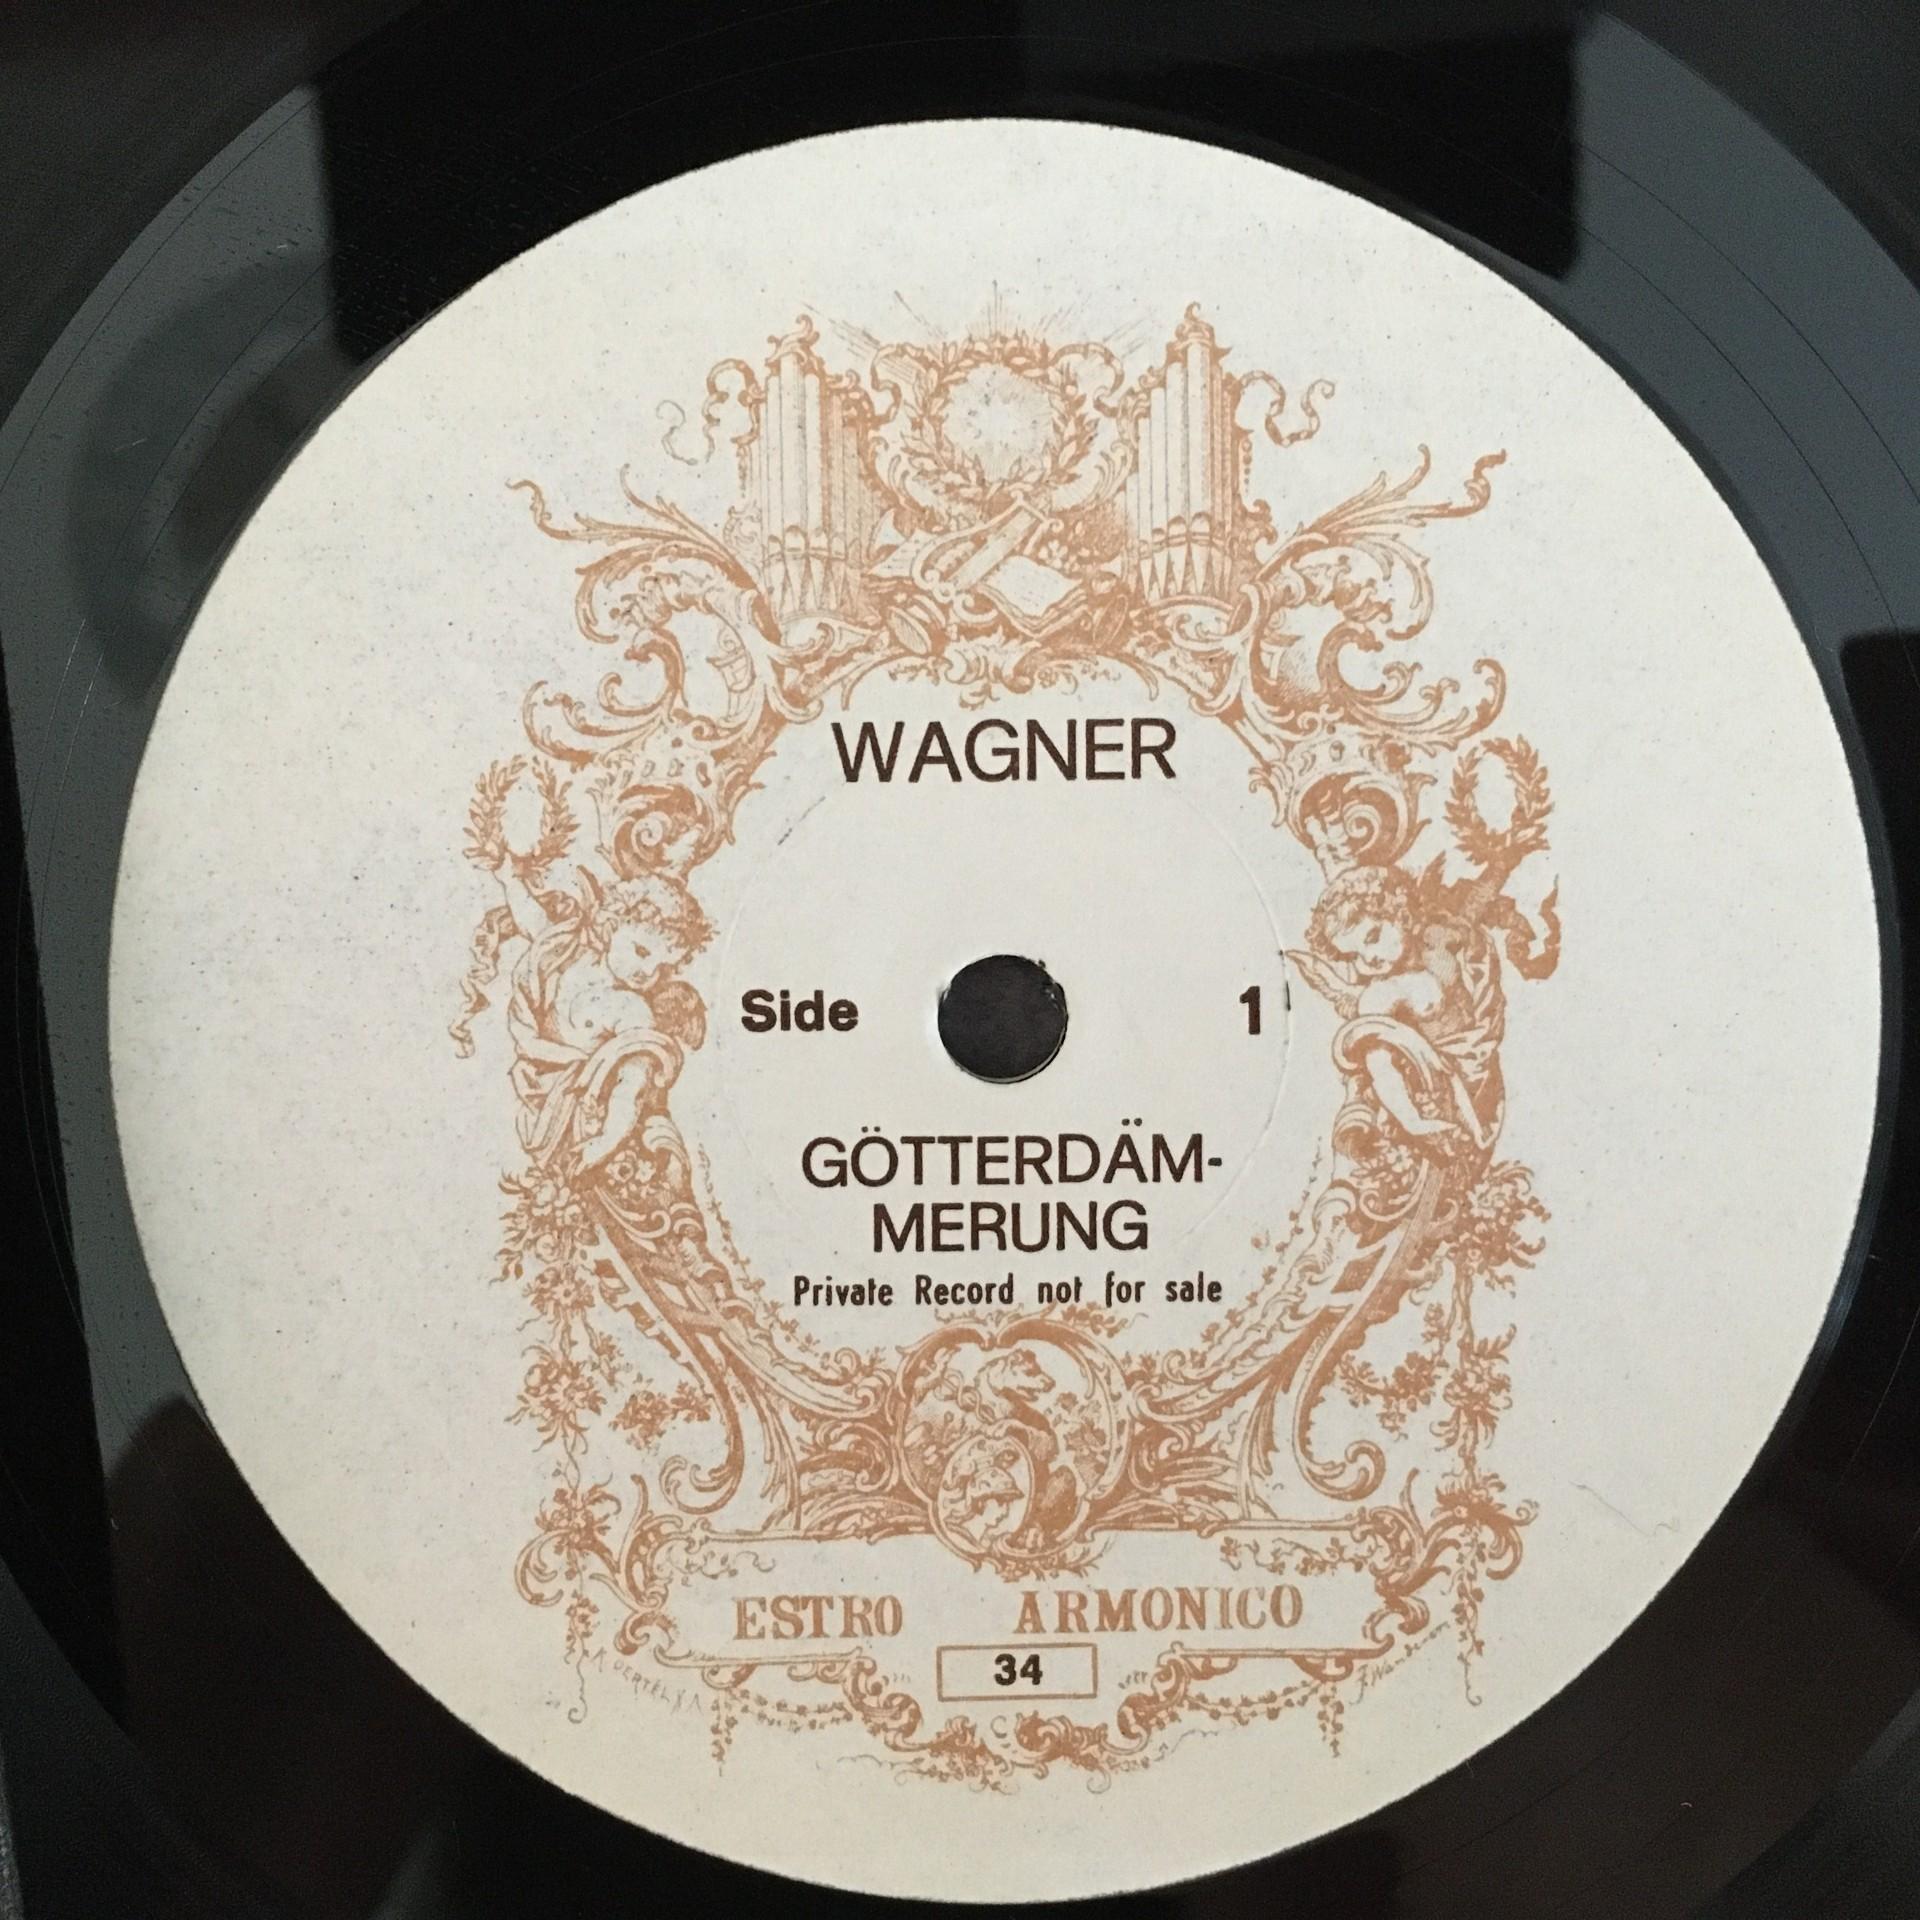 WAGNER
Side 1
GÖTTERDÄM-
MERUNG
Private Record not for sale
ESTRO ARMONICO
34